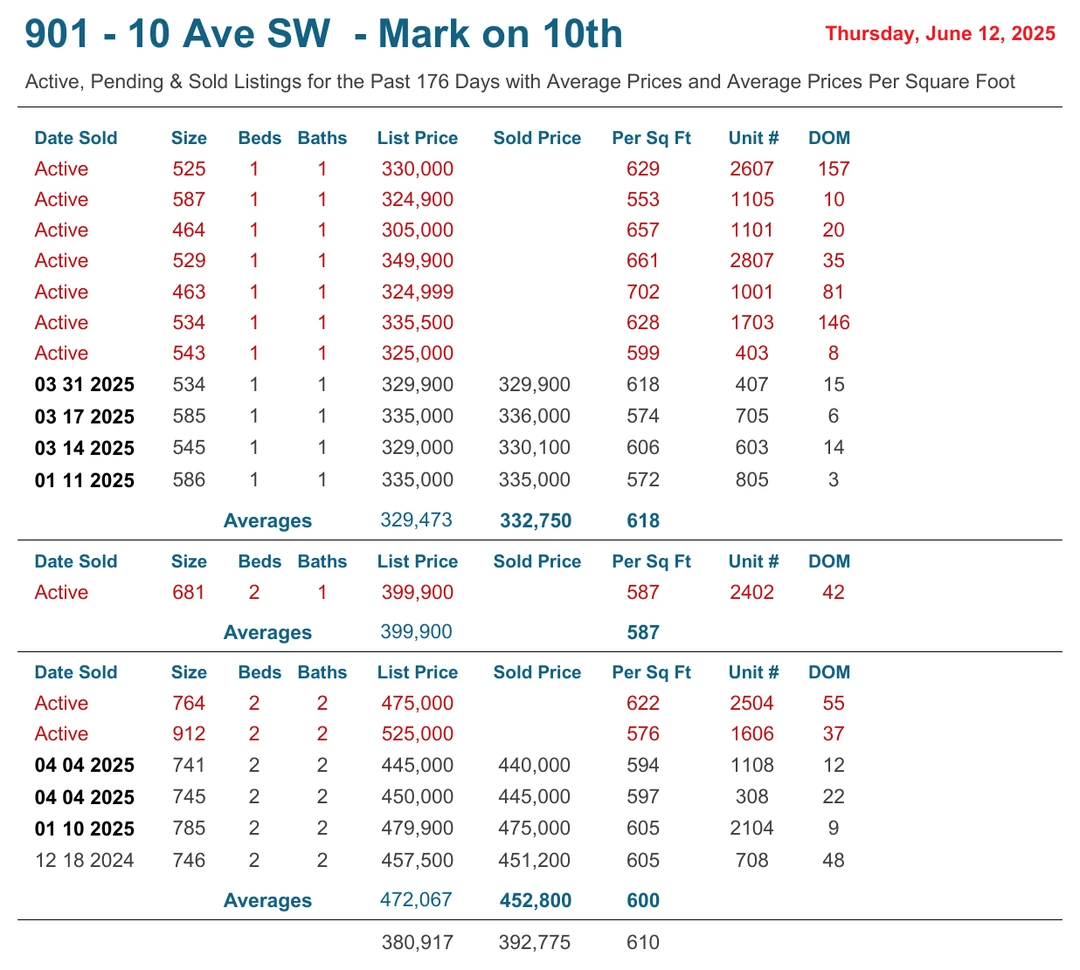 901 - 10 Ave SW - Mark on 10th Thursday, June 12, 2025
Active, Pending & Sold Listings for the Past 176 Days with Average Prices and Average Prices Per Square Foot
Date Sold Size Beds Baths List Price Sold Price Per Sq Ft Unit # DOM
Active 525 1 1 330,000 629 2607 157
Active 587 1 1 324,900 553 1105 10
Active 464 1 1 305,000 657 1101 20
Active 529 1 1 349,900 661 2807 35
Active 463 1 1 324,999 702 1001 81
Active 534 1 1 335,500 628 1703 146
Active 543 1 1 325,000 599 403 8
03 31 2025 534 1 1 329,900 329,900 618 407 15
03 17 2025 585 1 1 335,000 336,000 574 705 6
03 14 2025 545 1 1 329,000 330,100 606 603 14
01 11 2025 586 1 1 335,000 335,000 572 805 3
Averages 329,473 332,750 618
Date Sold Size Beds Baths List Price Sold Price Per Sq Ft Unit # DOM
Active 681 2 1 399,900 587 2402 42
Averages 399,900 587
Date Sold Size Beds Baths List Price Sold Price Per Sq Ft Unit # DOM
Active 764 2 2 475,000 622 2504 55
Active 912 2 2 525,000 576 1606 37
04 04 2025 741 2 2 445,000 440,000 594 1108 12
04 04 2025 745 2 2 450,000 445,000 597 308 22
01 10 2025 785 2 2 479,900 475,000 605 2104 9
12 18 2024 746 2 2 457,500 451,200 605 708 48
Averages 472,067 452,800 600
380,917 392,775 610